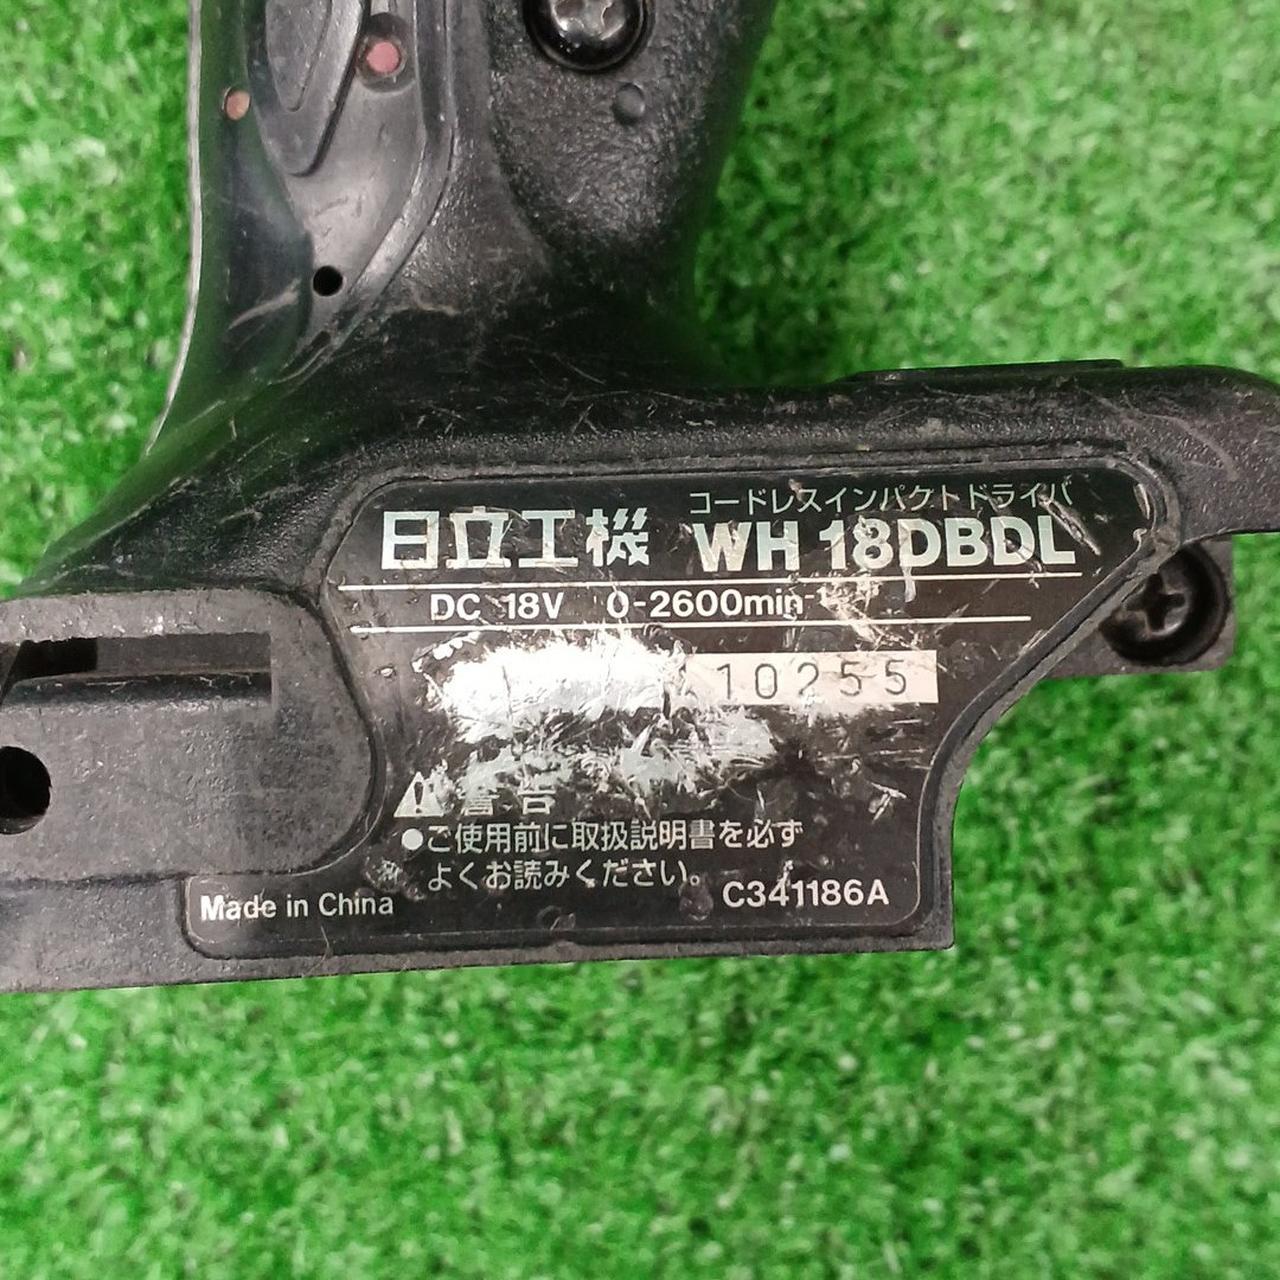 コードレスインパクトドライバ
日立工機 WH 18DBDL
DC 18V 0-2600min⁻¹
10255
警告
●ご使用前に取扱説明書を必ず
よくお読みください。
Made in China C341186A